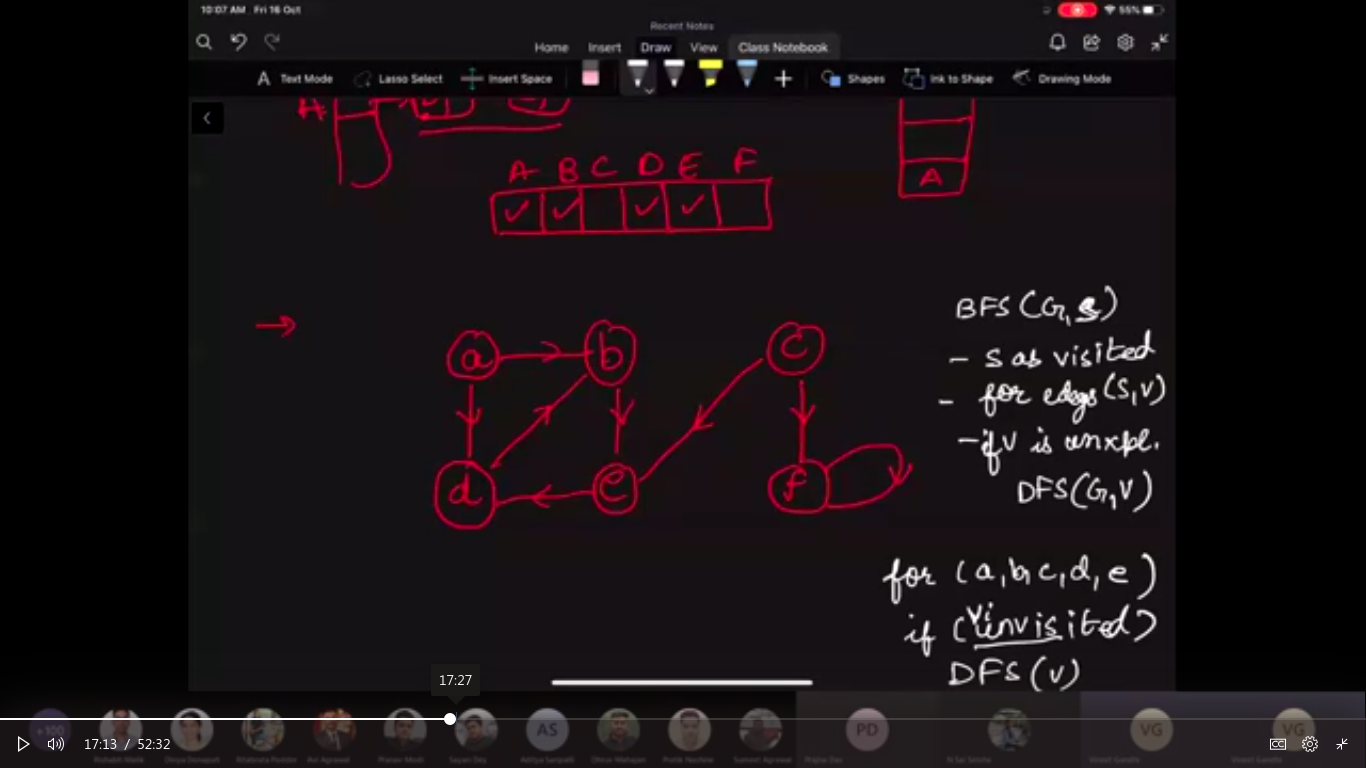 10:07 AM Fri 16 Oct
55%
Recent Notes
Home Insert Draw View Class Notebook
Text Mode Lasso Select Insert Space Shapes Ink to Shape Drawing Mode
A
A B C D E F
A
BFS(G,S)
- S as visited
- for edges (S,V)
- if V is unxpl.
DFS(G,V)
a b c
d e f
for (a,b,c,d,e)
if (V unvisited)
DFS(V)
17:27
+100
AS PD VG VG
17:13 / 52:32
CC